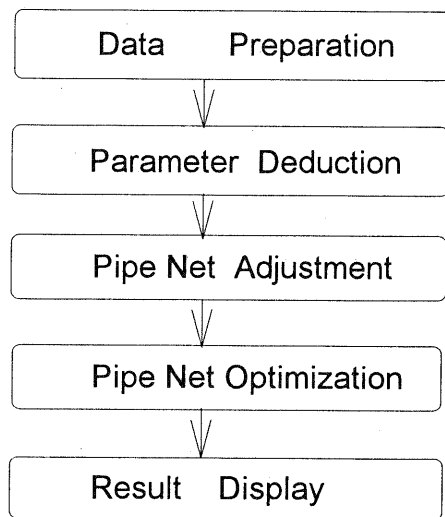 Data Preparation
Parameter Deduction
Pipe Net Adjustment
Pipe Net Optimization
Result Display